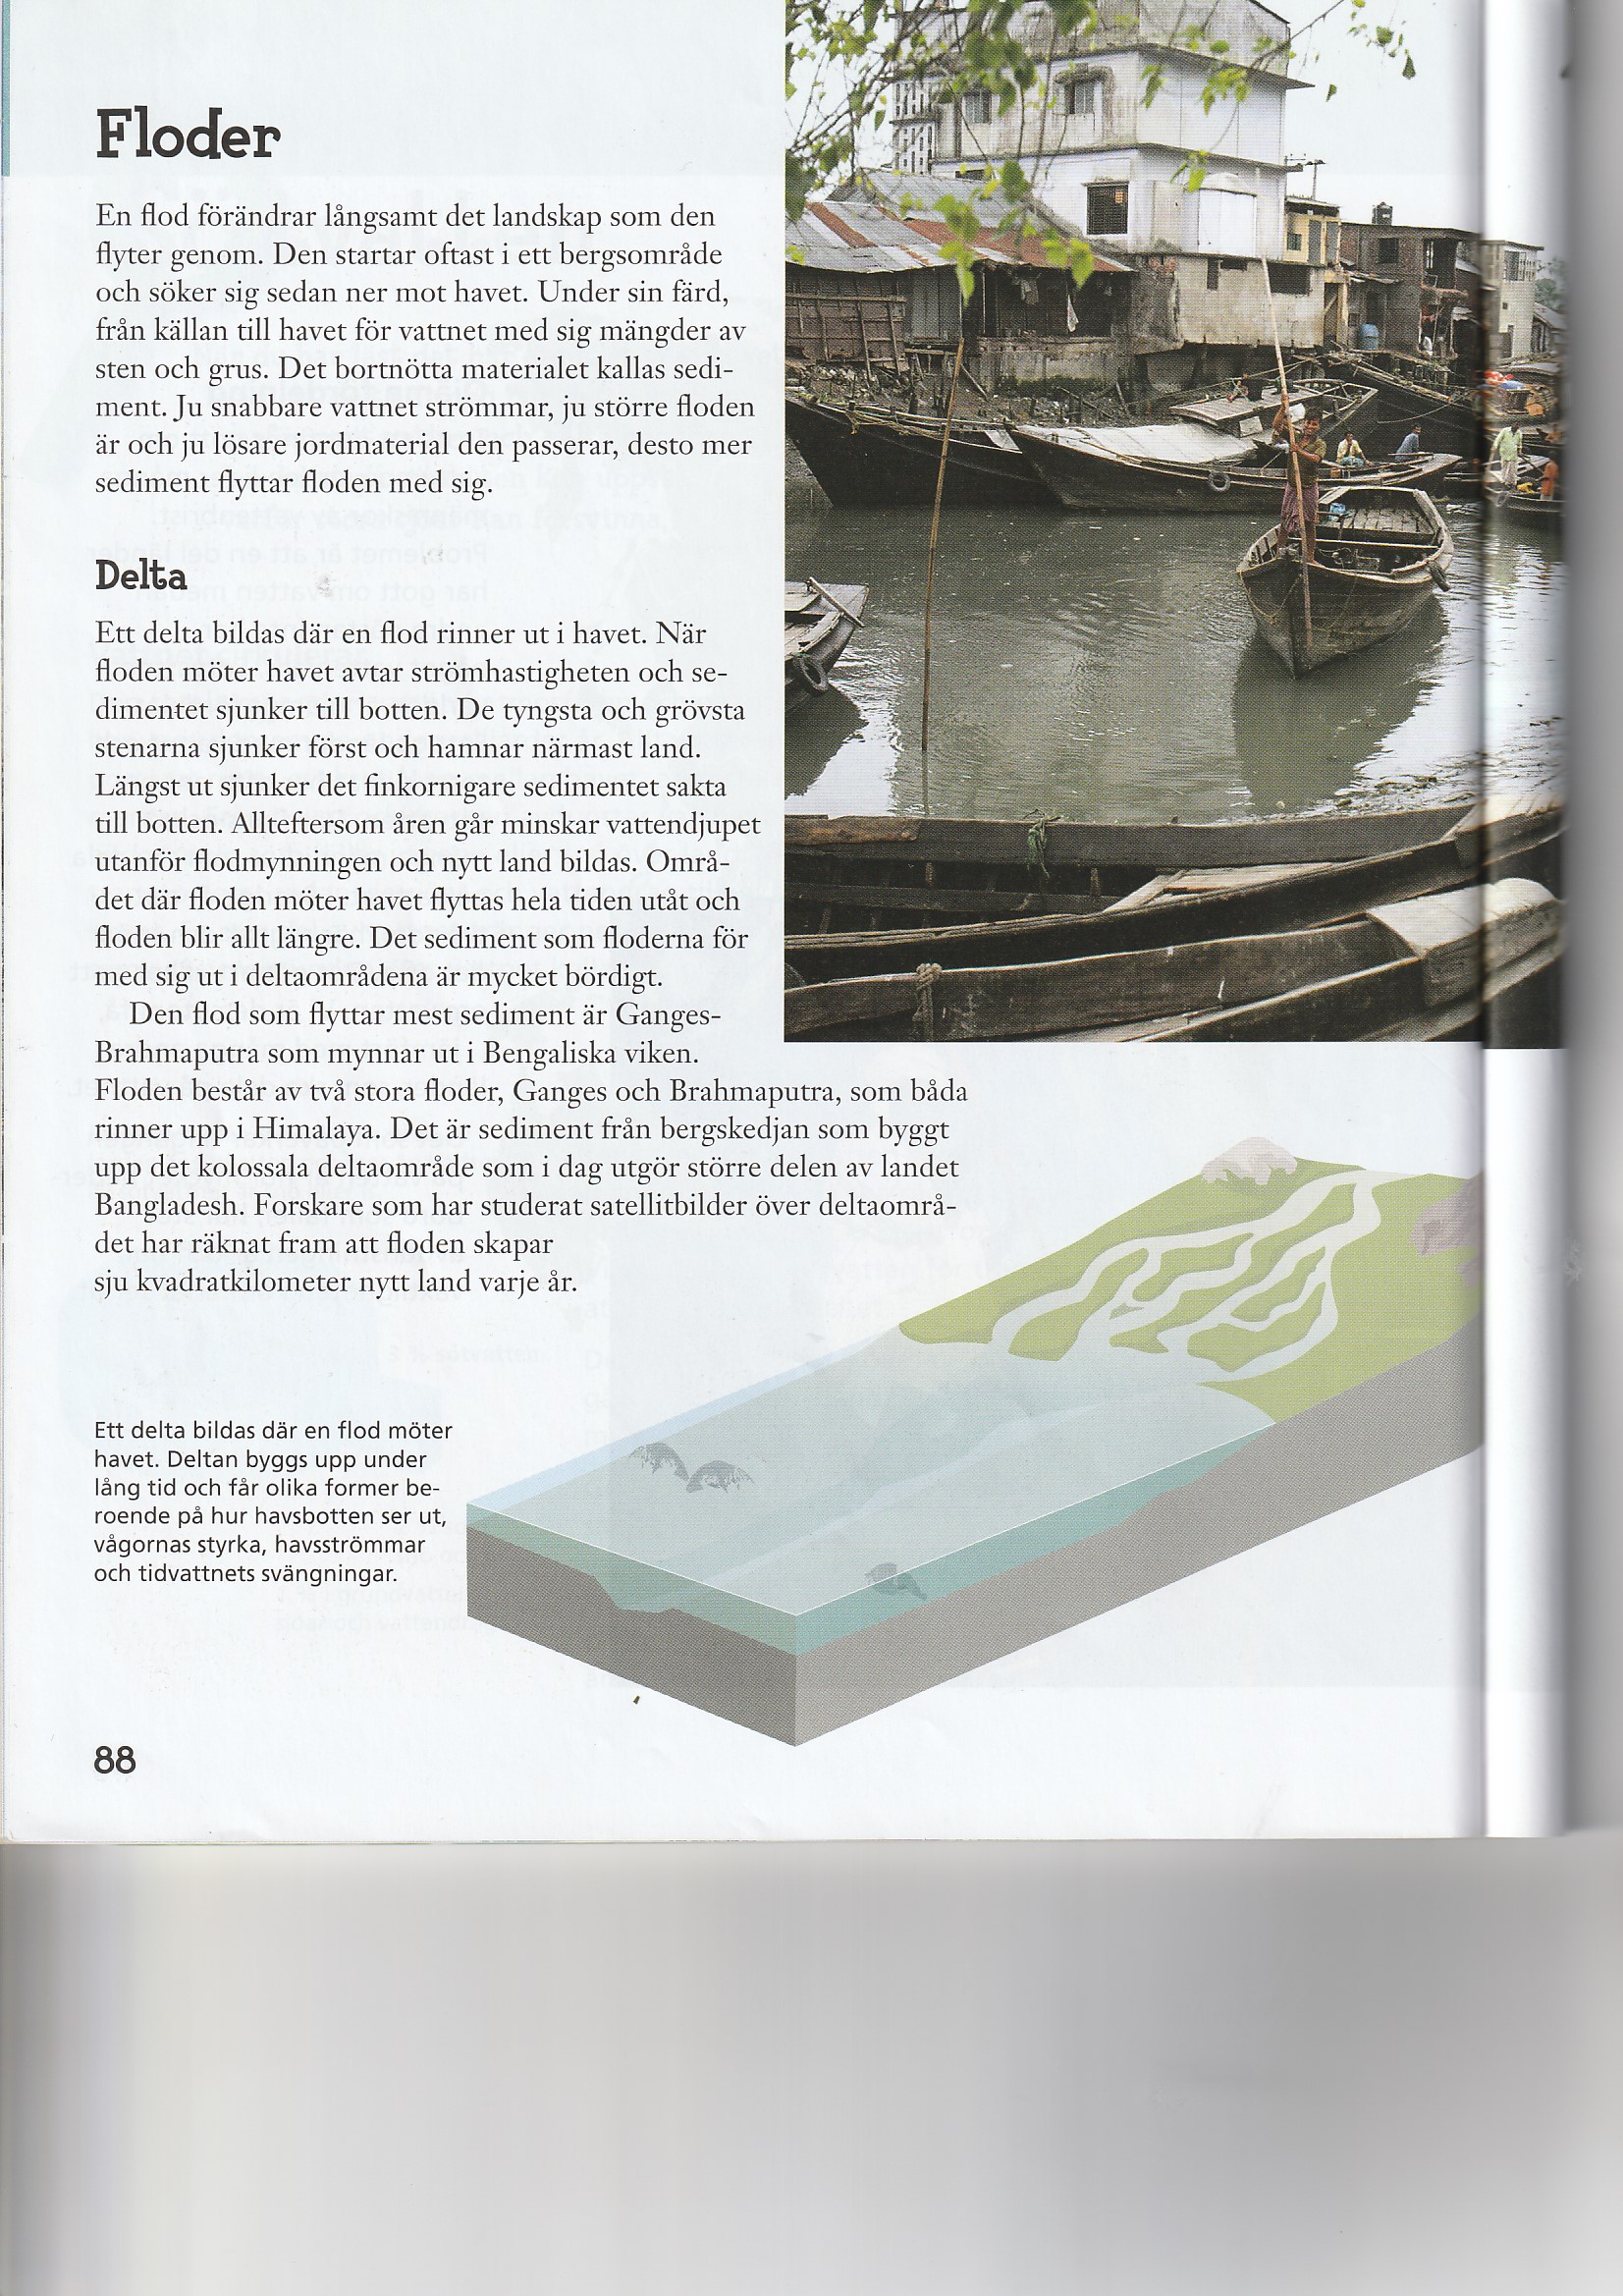 Floder
En flod förändrar långsamt det landskap som den
flyter genom. Den startar oftast i ett bergsområde
och söker sig sedan ner mot havet. Under sin färd,
från källan till havet för vattnet med sig mängder av
sten och grus. Det bortnötta materialet kallas sedi-
ment. Ju snabbare vattnet strömmar, ju större floden
är och ju lösare jordmaterial den passerar, desto mer
sediment flyttar floden med sig.
Delta
Ett delta bildas där en flod rinner ut i havet. När
floden möter havet avtar strömhastigheten och se-
dimentet sjunker till botten. De tyngsta och grövsta
stenarna sjunker först och hamnar närmast land.
Längst ut sjunker det finkornigare sedimentet sakta
till botten. Allteftersom åren går minskar vattendjupet
utanför flodmynningen och nytt land bildas. Områ-
det där floden möter havet flyttas hela tiden utåt och
floden blir allt längre. Det sediment som floderna för
med sig ut i deltaområdena är mycket bördigt.
Den flod som flyttar mest sediment är Ganges-
Brahmaputra som mynnar ut i Bengaliska viken.
Floden består av två stora floder, Ganges och Brahmaputra, som båda
rinner upp i Himalaya. Det är sediment från bergskedjan som byggt
upp det kolossala deltaområde som i dag utgör större delen av landet
Bangladesh. Forskare som har studerat satellitbilder över deltaområ-
det har räknat fram att floden skapar
sju kvadratkilometer nytt land varje år.
Ett delta bildas där en flod möter
havet. Deltan byggs upp under
lång tid och får olika former be-
roende på hur havsbotten ser ut,
vågornas styrka, havsströmmar
och tidvattnets svängningar.
88